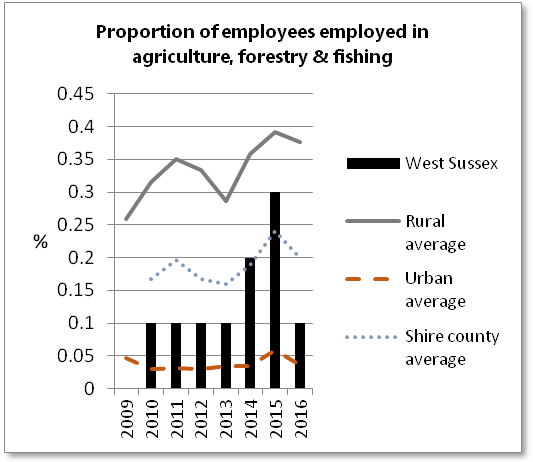 Proportion of employees employed in
agriculture, forestry & fishing
0.45
0.4
0.35
0.3
0.25
0.2
0.15
0.1
0.05
0
%
2009
2010
2011
2012
2013
2014
2015
2016
West Sussex
Rural
average
Urban
average
Shire county
average